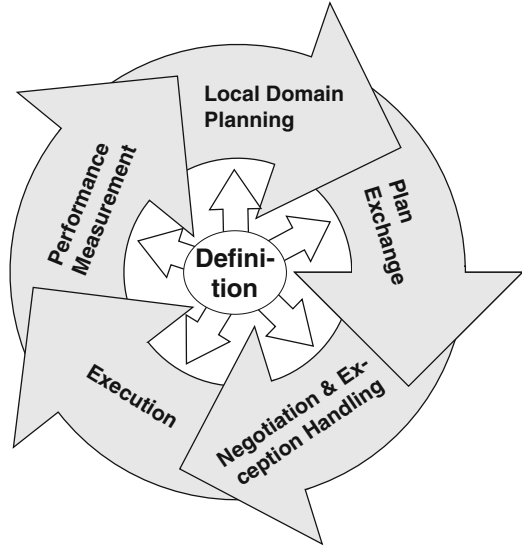 Local Domain
Planning
Plan
Exchange
Negotiation & Ex-
ception Handling
Execution
Performance
Measurement
Defini-
tion